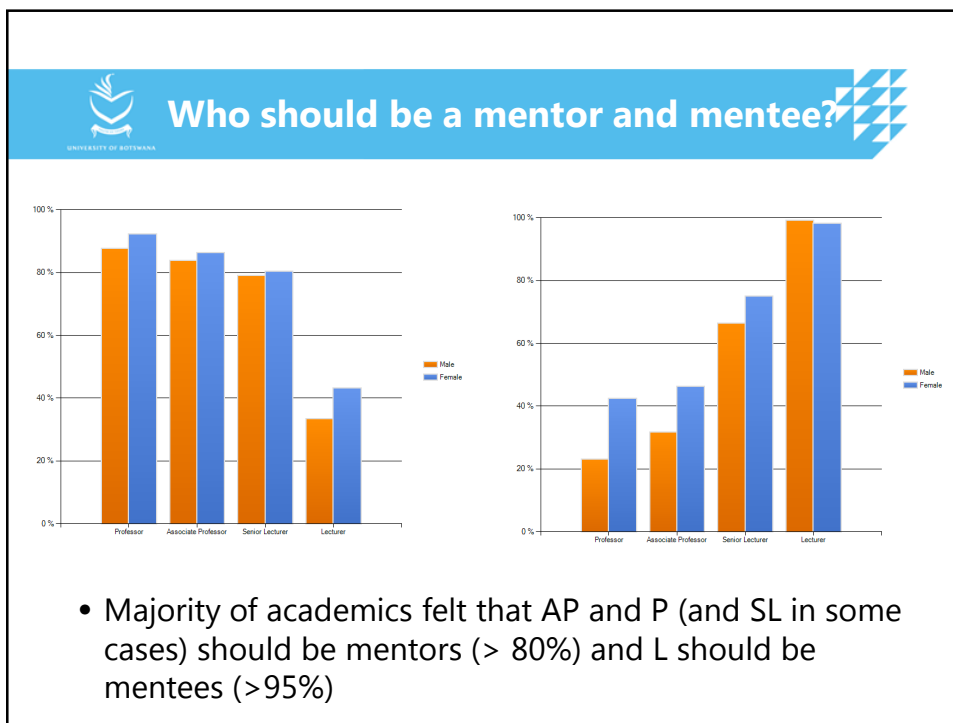 Who should be a mentor and mentee?
UNIVERSITY OF BOTSWANA
100 %
80 %
60 %
40 %
20 %
0 %
Professor
Associate Professor
Senior Lecturer
Lecturer
Male
Female
100 %
80 %
60 %
40 %
20 %
0 %
Professor
Associate Professor
Senior Lecturer
Lecturer
Male
Female
• Majority of academics felt that AP and P (and SL in some
cases) should be mentors (> 80%) and L should be
mentees (>95%)